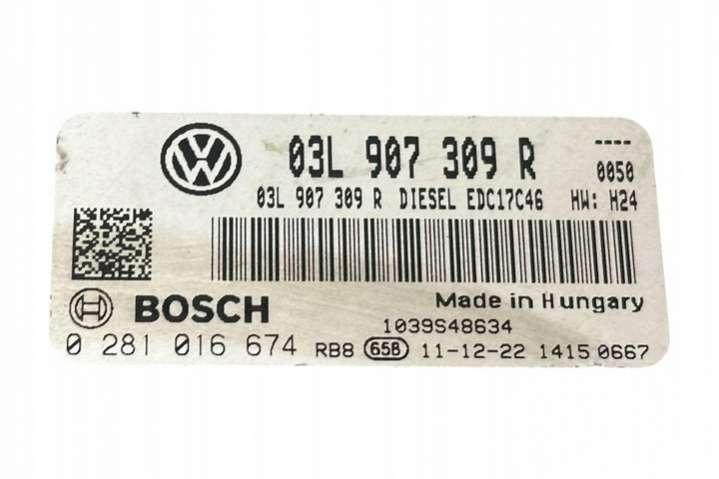 03L 907 309 R ----
0050
03L 907 309 R DIESEL EDC17C46 HW: H24
BOSCH Made in Hungary
1039S48634
0 281 016 674 RB8 65B 11-12-22 1415 0667